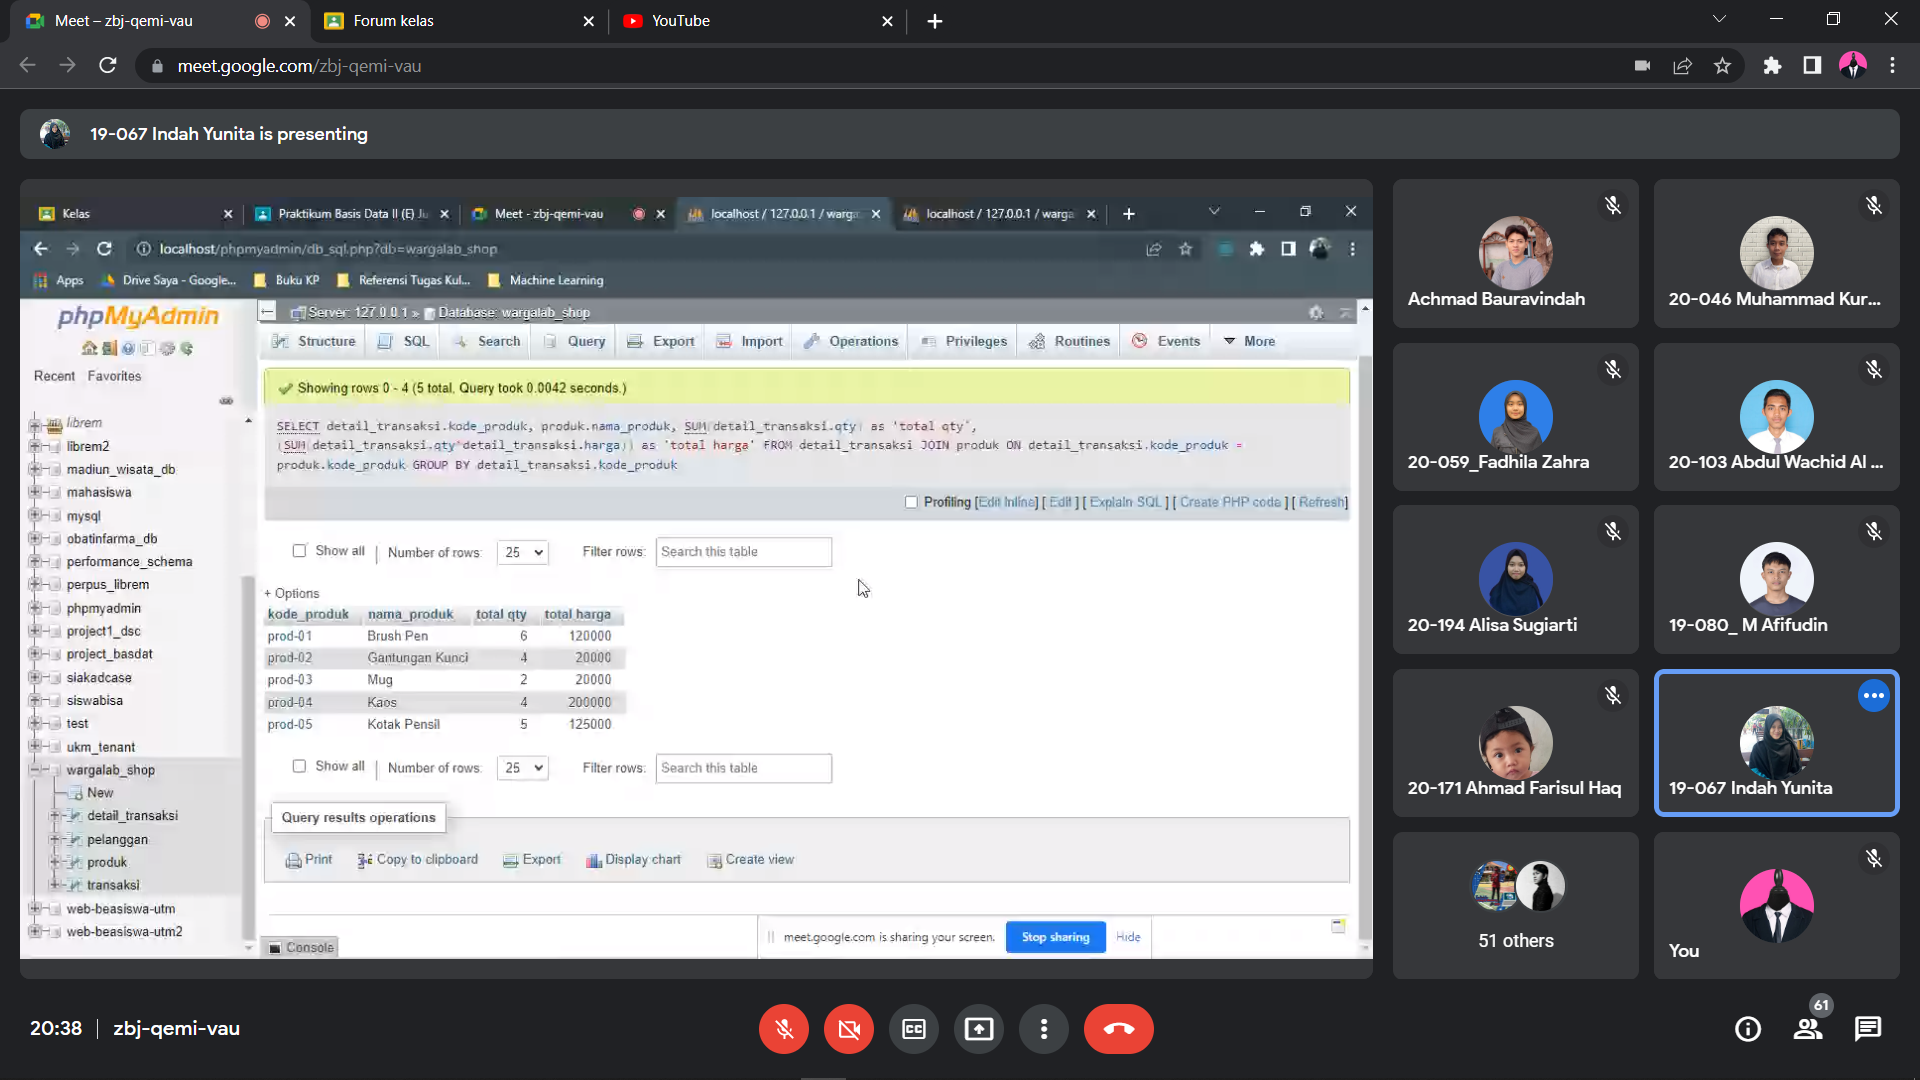 Meet – zbj-qemi-vau
Forum kelas
YouTube
meet.google.com/zbj-qemi-vau
19-067 Indah Yunita is presenting
Kelas
Praktikum Basis Data II (E) Ju
Meet - zbj-qemi-vau
localhost / 127.0.0.1 / warga
localhost / 127.0.0.1 / warga
localhost/phpmyadmin/db_sql.php?db=wargalab_shop
Apps
Drive Saya - Google...
Buku KP
Referensi Tugas Kul...
Machine Learning
phpMyAdmin
Recent Favorites
librem
librem2
madiun_wisata_db
mahasiswa
mysql
obatinfarma_db
performance_schema
perpus_librem
phpmyadmin
project1_dsc
project_basdat
siakadcase
siswabisa
test
ukm_tenant
wargalab_shop
New
detail_transaksi
pelanggan
produk
transaksi
web-beasiswa-utm
web-beasiswa-utm2
Server: 127.0.0.1 » Database: wargalab_shop
Structure
SQL
Search
Query
Export
Import
Operations
Privileges
Routines
Events
More
Showing rows 0 - 4 (5 total, Query took 0.0042 seconds.)
SELECT detail_transaksi.kode_produk, produk.nama_produk, SUM(detail_transaksi.qty) as 'total qty',
(SUM(detail_transaksi.qty*detail_transaksi.harga)) as 'total harga' FROM detail_transaksi JOIN produk ON detail_transaksi.kode_produk =
produk.kode_produk GROUP BY detail_transaksi.kode_produk
Profiling [Edit inline] [ Edit ] [ Explain SQL ] [ Create PHP code ] [ Refresh]
Show all | Number of rows: 25 Filter rows: Search this table
+ Options
kode_produk nama_produk total qty total harga
prod-01 Brush Pen 6 120000
prod-02 Gantungan Kunci 4 20000
prod-03 Mug 2 20000
prod-04 Kaos 4 200000
prod-05 Kotak Pensil 5 125000
Show all | Number of rows: 25 Filter rows: Search this table
Query results operations
Print
Copy to clipboard
Export
Display chart
Create view
Console
meet.google.com is sharing your screen.
Stop sharing
Hide
Achmad Bauravindah
20-046 Muhammad Kur...
20-059_Fadhila Zahra
20-103 Abdul Wachid Al ...
20-194 Alisa Sugiarti
19-080_ M Afifudin
20-171 Ahmad Farisul Haq
19-067 Indah Yunita
51 others
You
20:38 | zbj-qemi-vau
CC
61